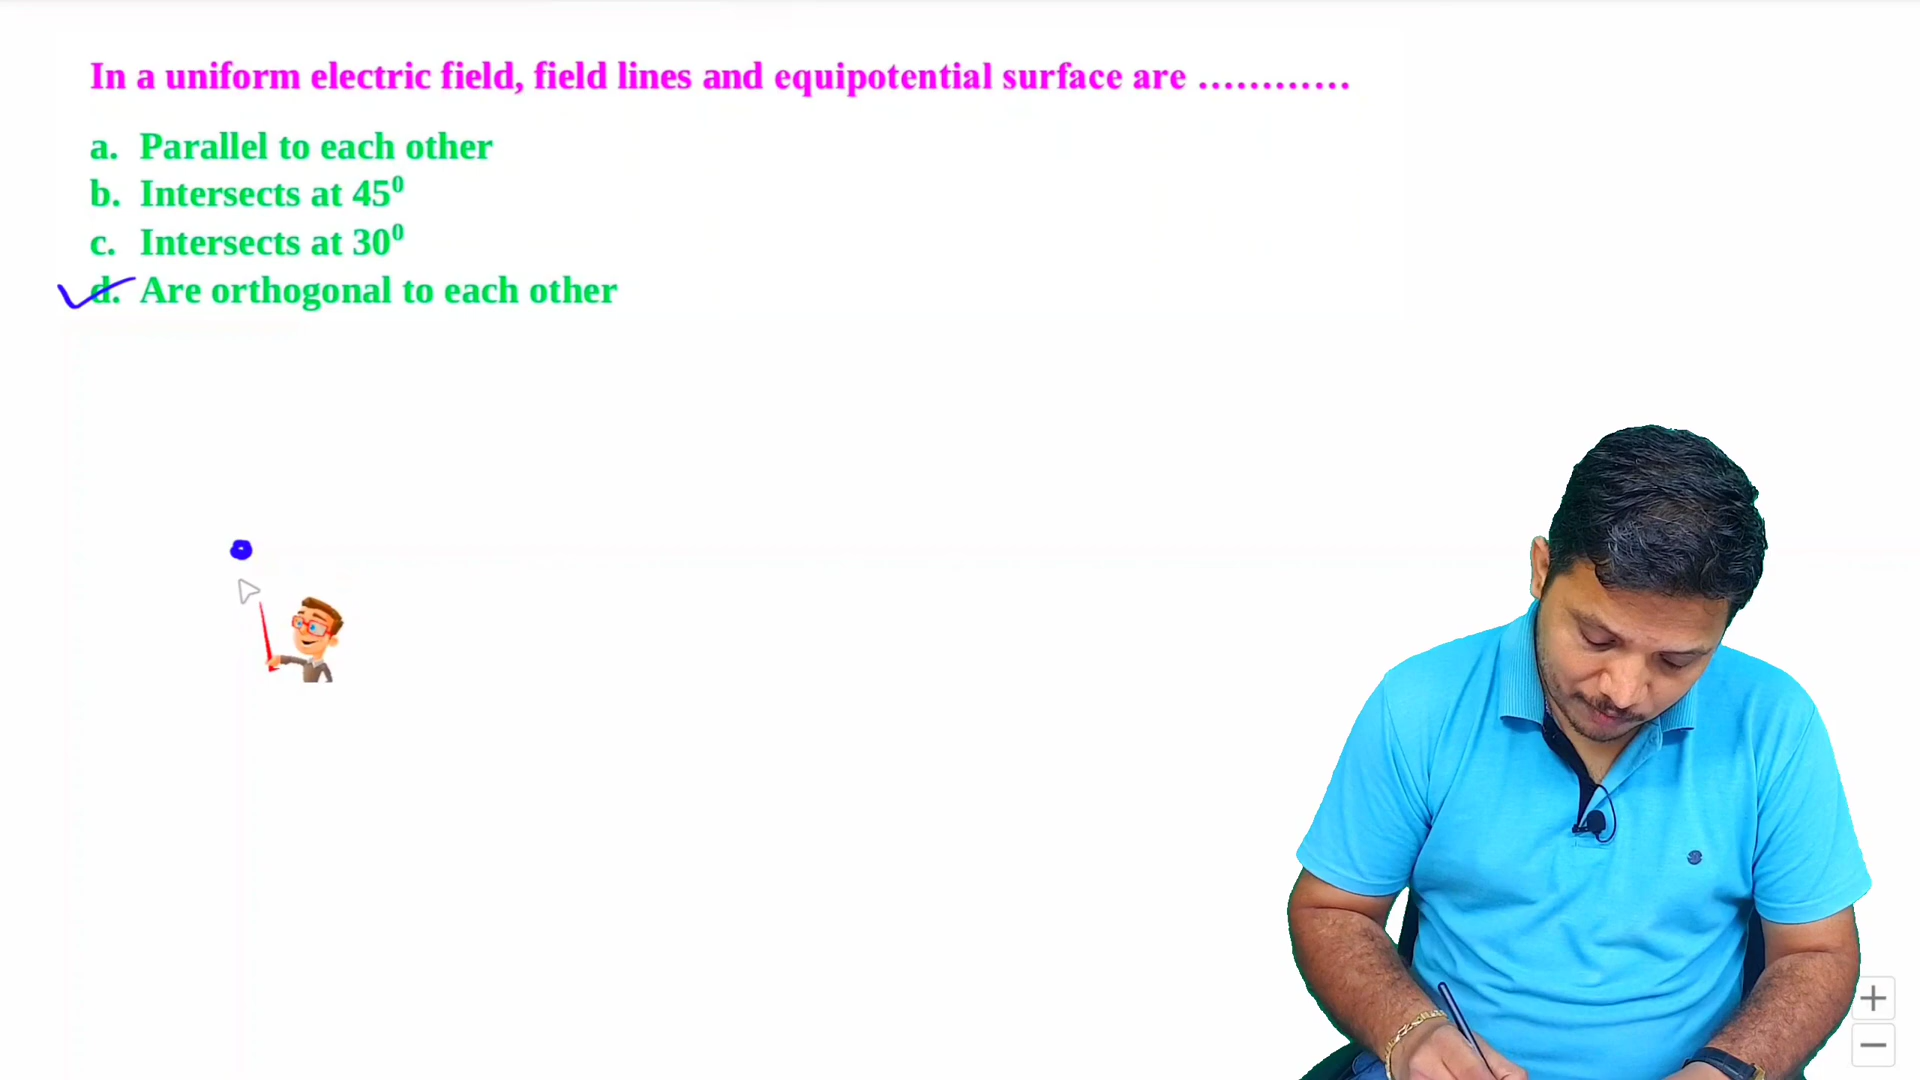 In a uniform electric field, field lines and equipotential surface are …………
a. Parallel to each other
b. Intersects at 45⁰
c. Intersects at 30⁰
d. Are orthogonal to each other